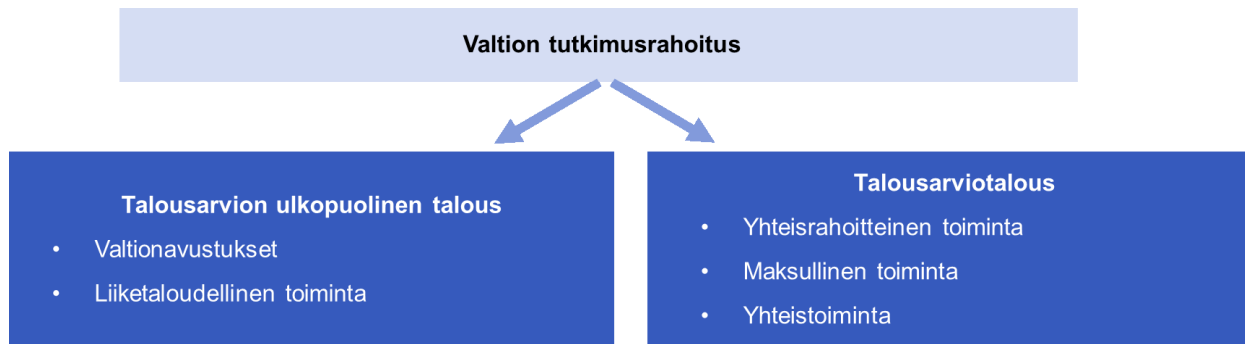 Valtion tutkimusrahoitus
Talousarvion ulkopuolinen talous
• Valtionavustukset
• Liiketaloudellinen toiminta
Talousarviotalous
• Yhteisrahoitteinen toiminta
• Maksullinen toiminta
• Yhteistoiminta